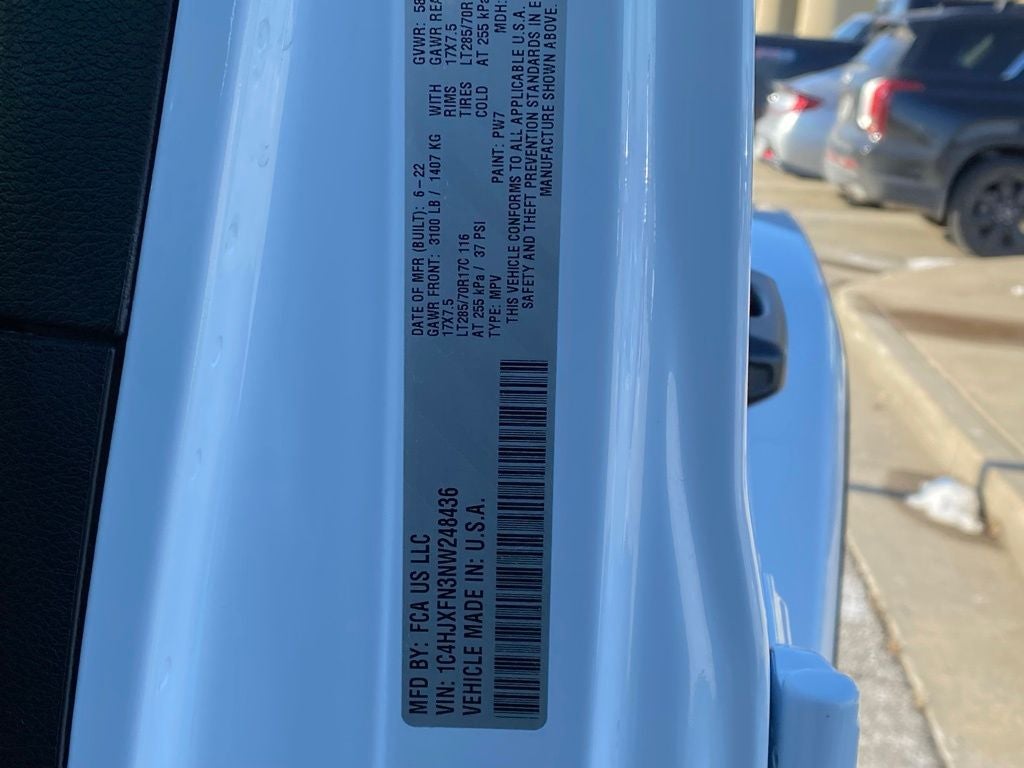 MFD BY: FCA US LLC
VIN: 1C4HJXFN3NW248436
VEHICLE MADE IN: U.S.A.
DATE OF MFR (BUILT): 6-22 GVWR: 58
GAWR FRONT: 3100 LB / 1407 KG WITH GAWR REA
17X7.5 RIMS 17X7.5
LT285/70R17C 116 TIRES LT285/70R
AT 255 kPa / 37 PSI COLD AT 255 kPa
TYPE: MPV PAINT: PW7 MDH:
THIS VEHICLE CONFORMS TO ALL APPLICABLE U.S.A.
SAFETY AND THEFT PREVENTION STANDARDS IN E
MANUFACTURE SHOWN ABOVE.